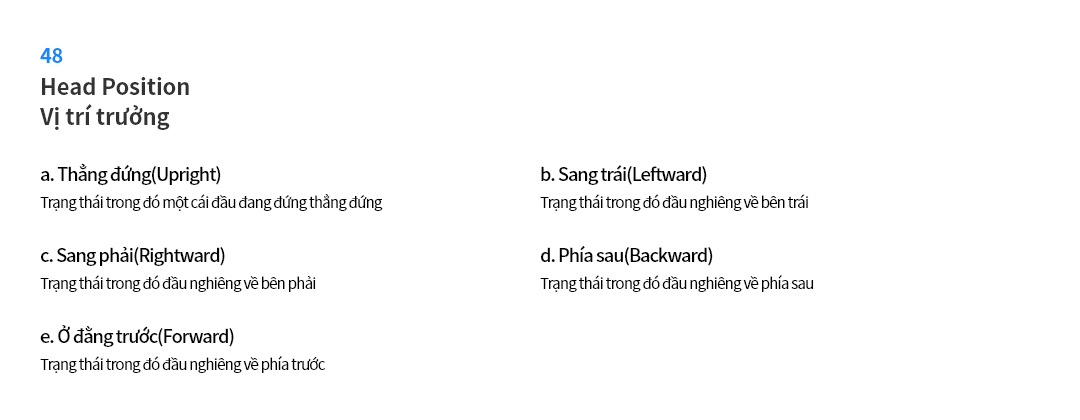 48
Head Position
Vị trí trưởng
a. Thẳng đứng(Upright)
Trạng thái trong đó một cái đầu đang đứng thẳng đứng
b. Sang trái(Leftward)
Trạng thái trong đó đầu nghiêng về bên trái
c. Sang phải(Rightward)
Trạng thái trong đó đầu nghiêng về bên phải
d. Phía sau(Backward)
Trạng thái trong đó đầu nghiêng về phía sau
e. Ở đằng trước(Forward)
Trạng thái trong đó đầu nghiêng về phía trước